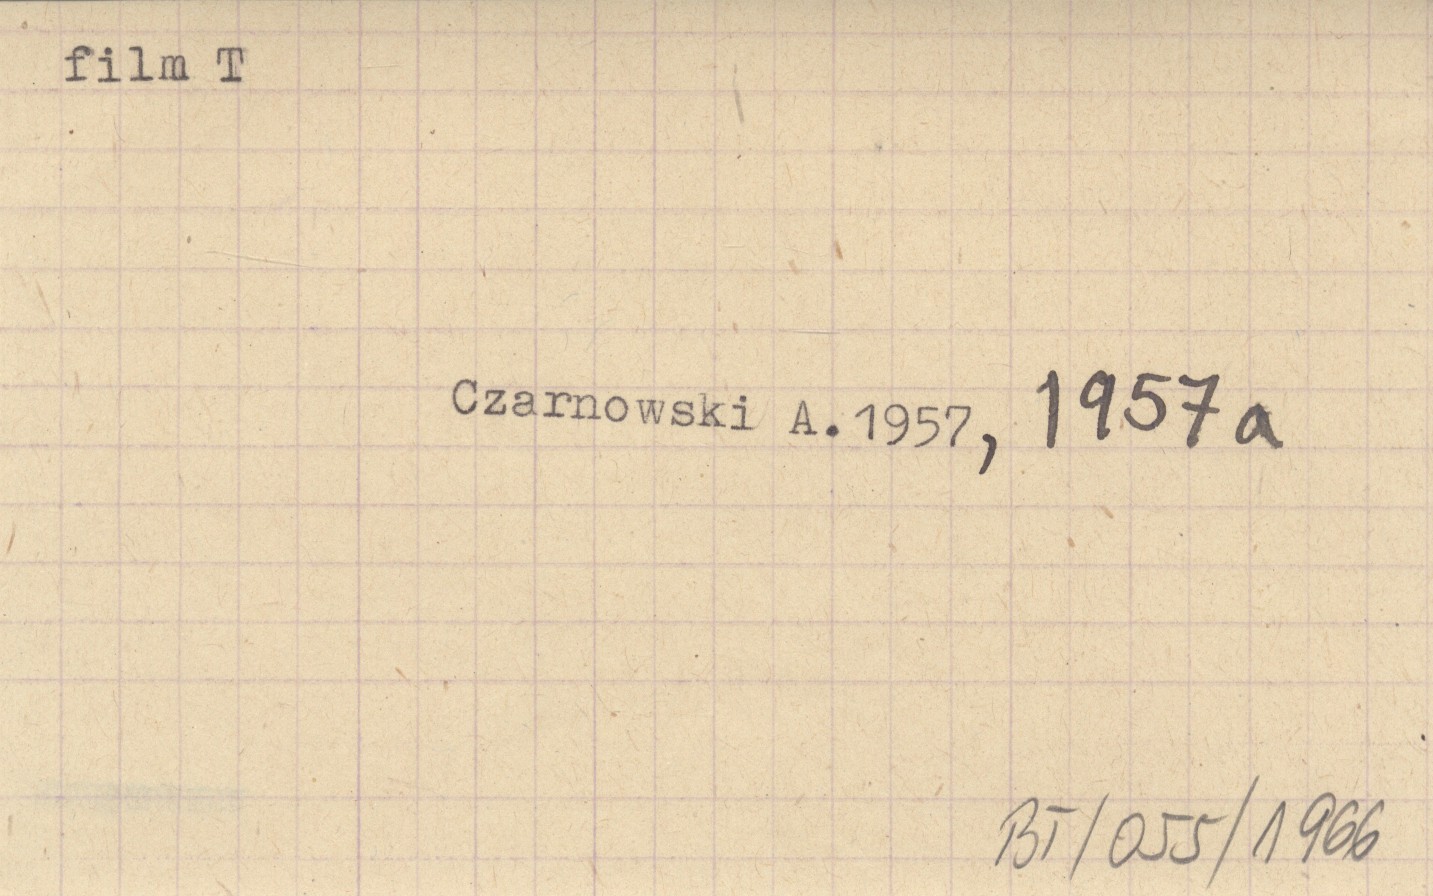 film T
Czarnowski A.1957, 1957a
BT/055/1966